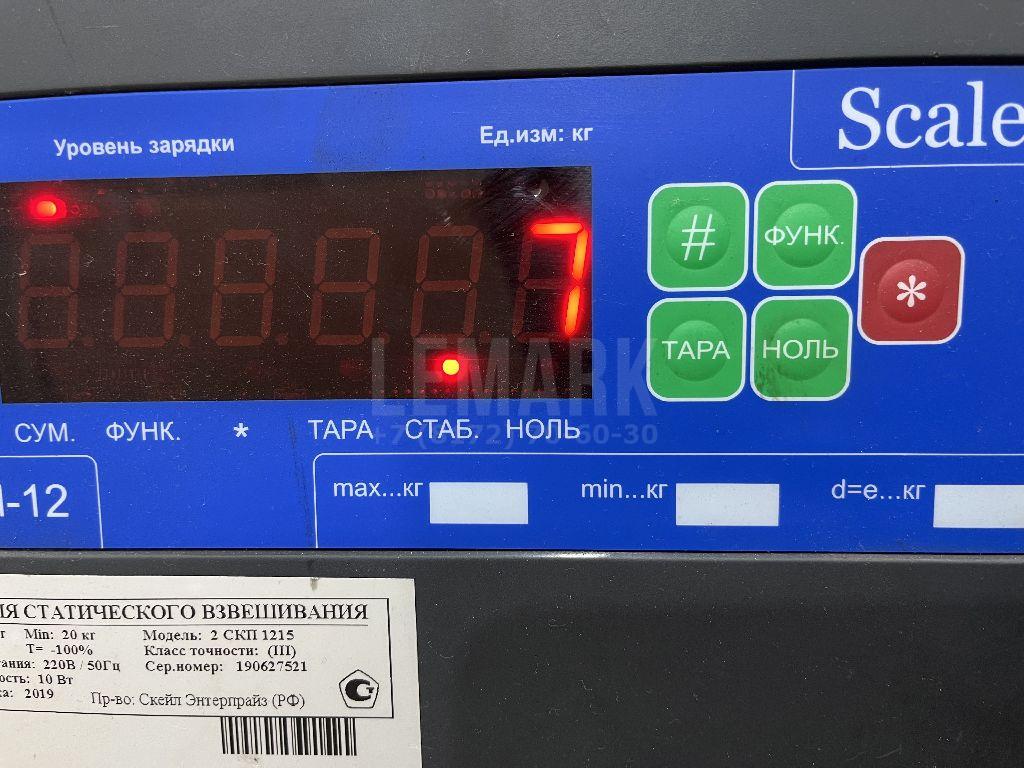 Scale
Уровень зарядки
Ед.изм: кг
7
#
ФУНК.
*
ТАРА
НОЛЬ
LEMARK
СУМ. ФУНК. * ТАРА СТАБ. НОЛЬ
60-30
-12
max...кг
min...кг
d=e...кг
СТАТИЧЕСКОГО ВЗВЕШИВАНИЯ
Min: 20 кг Модель: 2 СКП 1215
Т= -100% Класс точности: (III)
220В / 50Гц Сер.номер: 190627521
10 Вт
2019 Пр-во: Скейл Энтерпрайз (РФ)